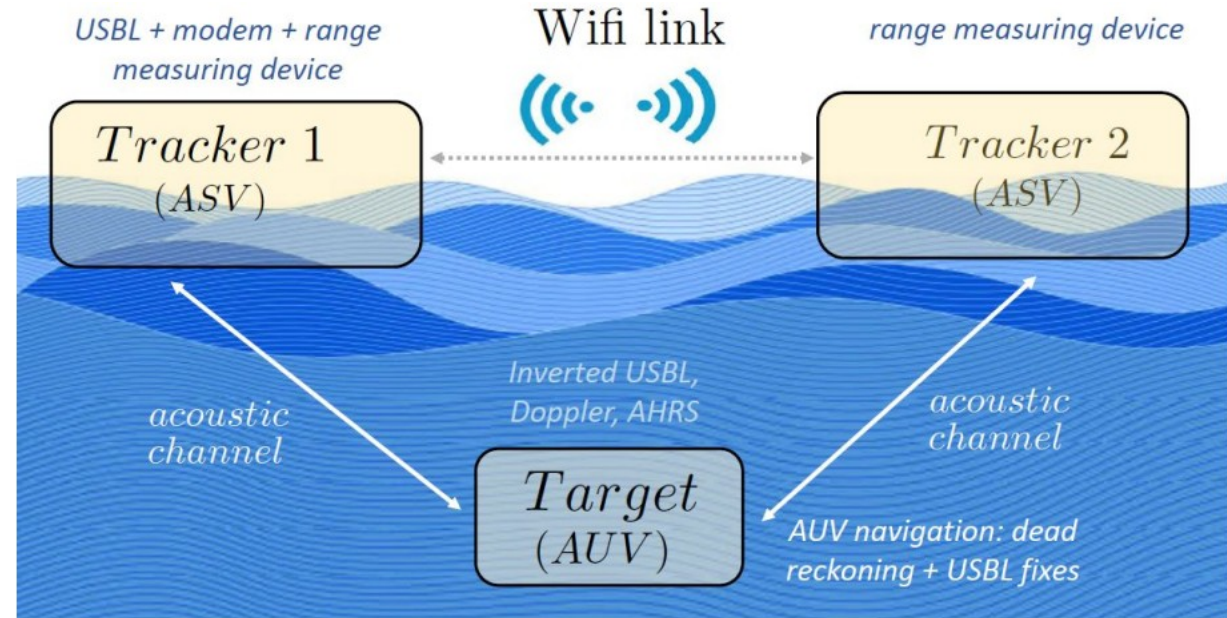 USBL + modem + range
measuring device
Wifi link
range measuring device
Tracker 1
(ASV)
Tracker 2
(ASV)
Inverted USBL,
Doppler, AHRS
acoustic
channel
acoustic
channel
Target
(AUV)
AUV navigation: dead
reckoning + USBL fixes